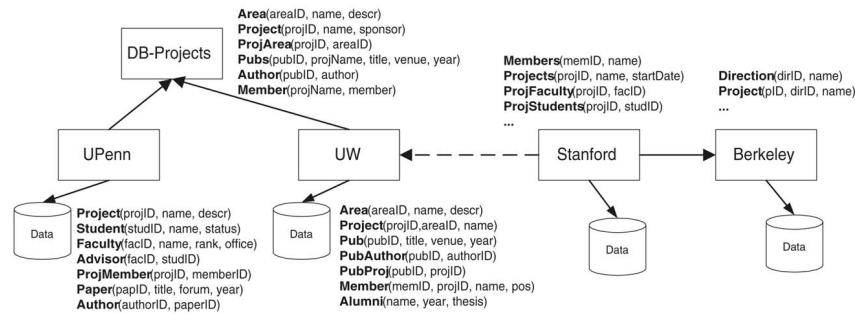 DB-Projects
Area(areaID, name, descr)
Project(projID, name, sponsor)
ProjArea(projID, areaID)
Pubs(pubID, projName, title, venue, year)
Author(pubID, author)
Member(projName, member)
Members(memID, name)
Projects(projID, name, startDate)
ProjFaculty(projID, facID)
ProjStudents(projID, studID)
...
Direction(dirID, name)
Project(pID, dirID, name)
...
UPenn
UW
Stanford
Berkeley
Data
Project(projID, name, descr)
Student(studID, name, status)
Faculty(facID, name, rank, office)
Advisor(facID, studID)
ProjMember(projID, memberID)
Paper(papID, title, forum, year)
Author(authorID, paperID)
Data
Area(areaID, name, descr)
Project(projID,areaID, name)
Pub(pubID, title, venue, year)
PubAuthor(pubID, authorID)
PubProj(pubID, projID)
Member(memID, projID, name, pos)
Alumni(name, year, thesis)
Data
Data